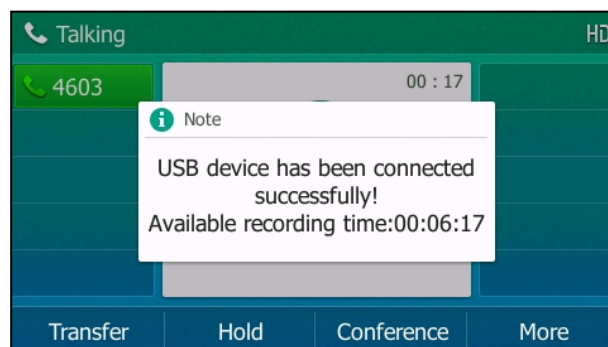 Talking
HD
4603
00 : 17
Note
USB device has been connected
successfully!
Available recording time:00:06:17
Transfer
Hold
Conference
More